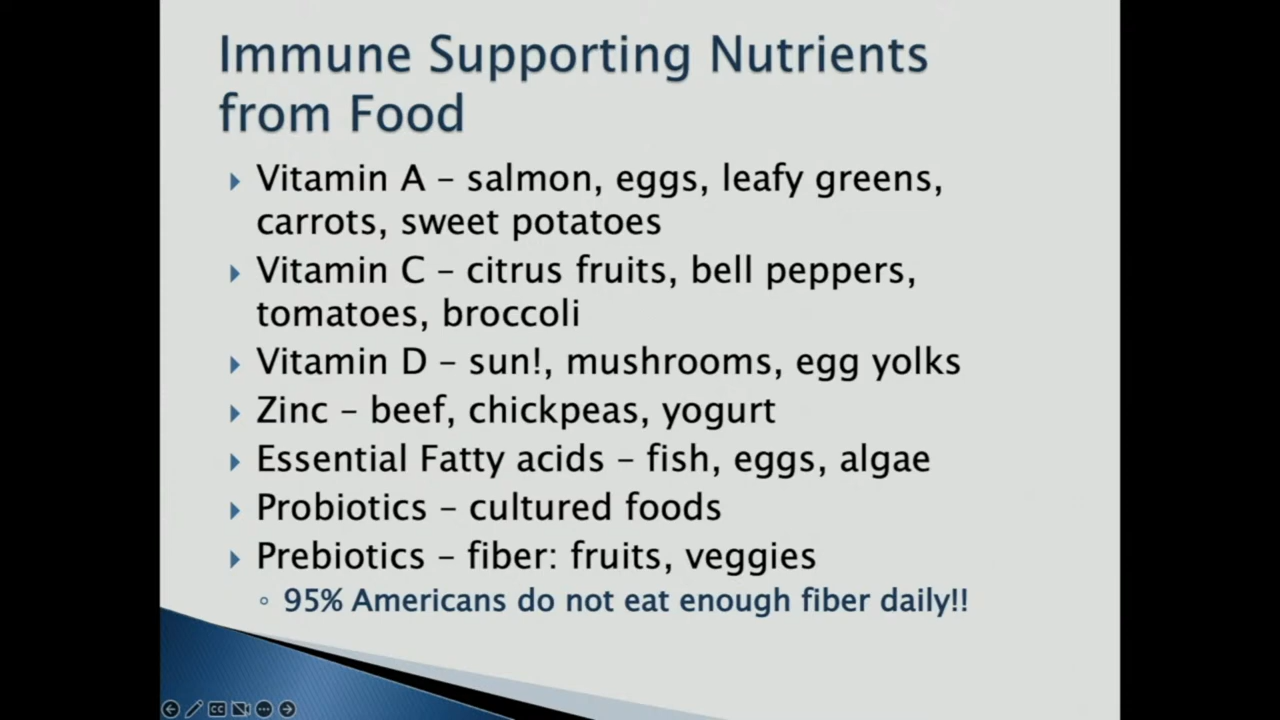 Immune Supporting Nutrients
from Food
Vitamin A – salmon, eggs, leafy greens,
carrots, sweet potatoes
Vitamin C – citrus fruits, bell peppers,
tomatoes, broccoli
Vitamin D – sun!, mushrooms, egg yolks
Zinc – beef, chickpeas, yogurt
Essential Fatty acids – fish, eggs, algae
Probiotics – cultured foods
Prebiotics – fiber: fruits, veggies
95% Americans do not eat enough fiber daily!!
CC